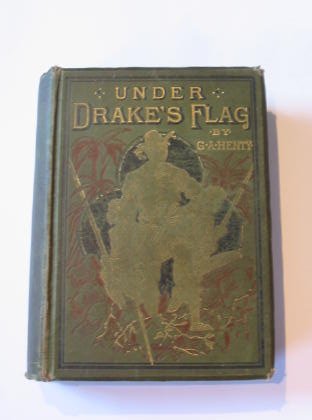 UNDER
DRAKE'S FLAG
BY
G·A·HENTY